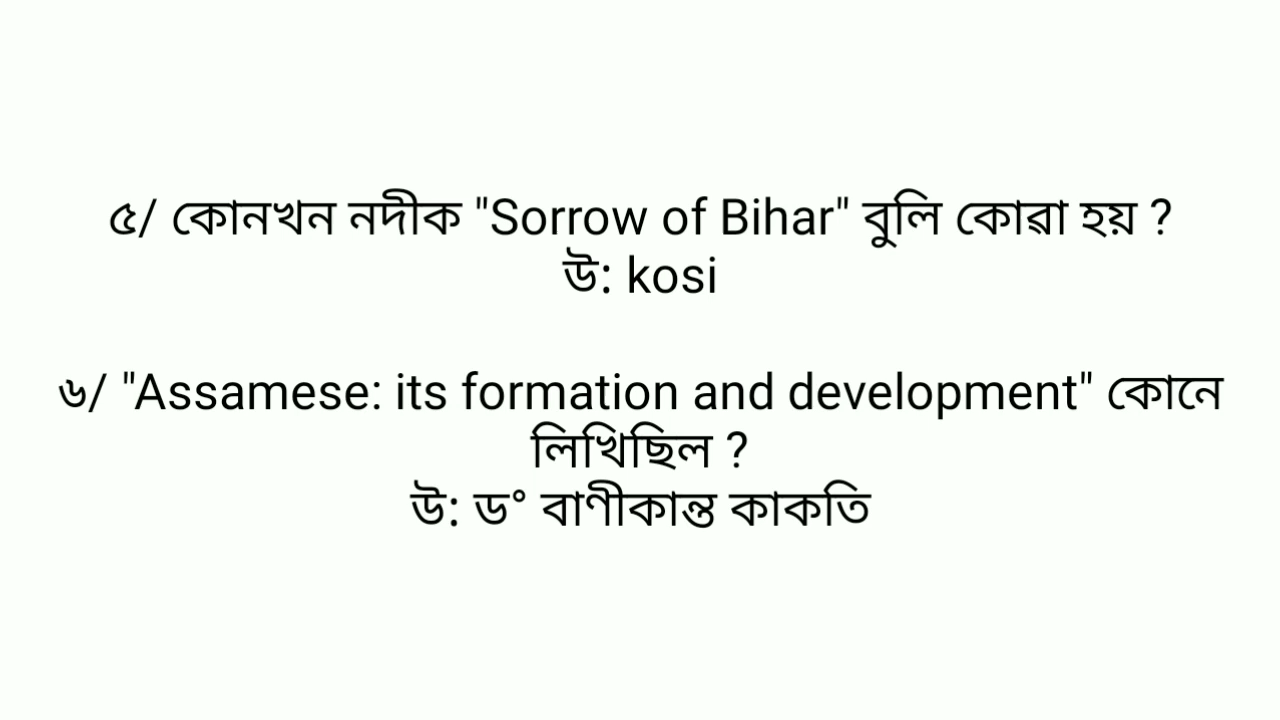 ৫/ কোনখন নদীক "Sorrow of Bihar" বুলি কোৱা হয় ?
উ: kosi
৬/ "Assamese: its formation and development" কোনে
লিখিছিল ?
উ: ড° বাণীকান্ত কাকতি